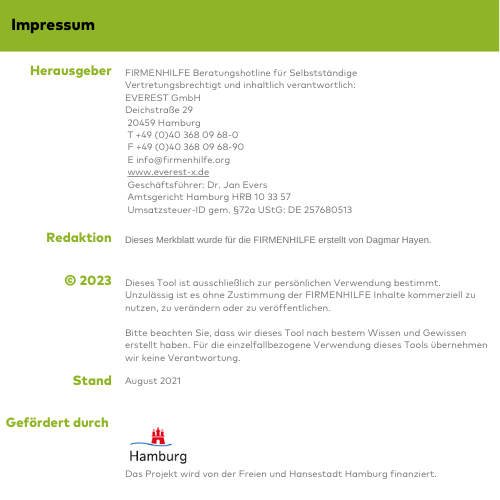 Impressum
Herausgeber
FIRMENHILFE Beratungshotline für Selbstständige
Vertretungsbrechtigt und inhaltlich verantwortlich:
EVEREST GmbH
Deichstraße 29
20459 Hamburg
T +49 (0)40 368 09 68-0
F +49 (0)40 368 09 68-90
E info@firmenhilfe.org
www.everest-x.de
Geschäftsführer: Dr. Jan Evers
Amtsgericht Hamburg HRB 10 33 57
Umsatzsteuer-ID gem. §72a UStG: DE 257680513
Redaktion
Dieses Merkblatt wurde für die FIRMENHILFE erstellt von Dagmar Hayen.
© 2023
Dieses Tool ist ausschließlich zur persönlichen Verwendung bestimmt.
Unzulässig ist es ohne Zustimmung der FIRMENHILFE Inhalte kommerziell zu
nutzen, zu verändern oder zu veröffentlichen.
Bitte beachten Sie, dass wir dieses Tool nach bestem Wissen und Gewissen
erstellt haben. Für die einzelfallbezogene Verwendung dieses Tools übernehmen
wir keine Verantwortung.
Stand
August 2021
Gefördert durch
Hamburg
Das Projekt wird von der Freien und Hansestadt Hamburg finanziert.